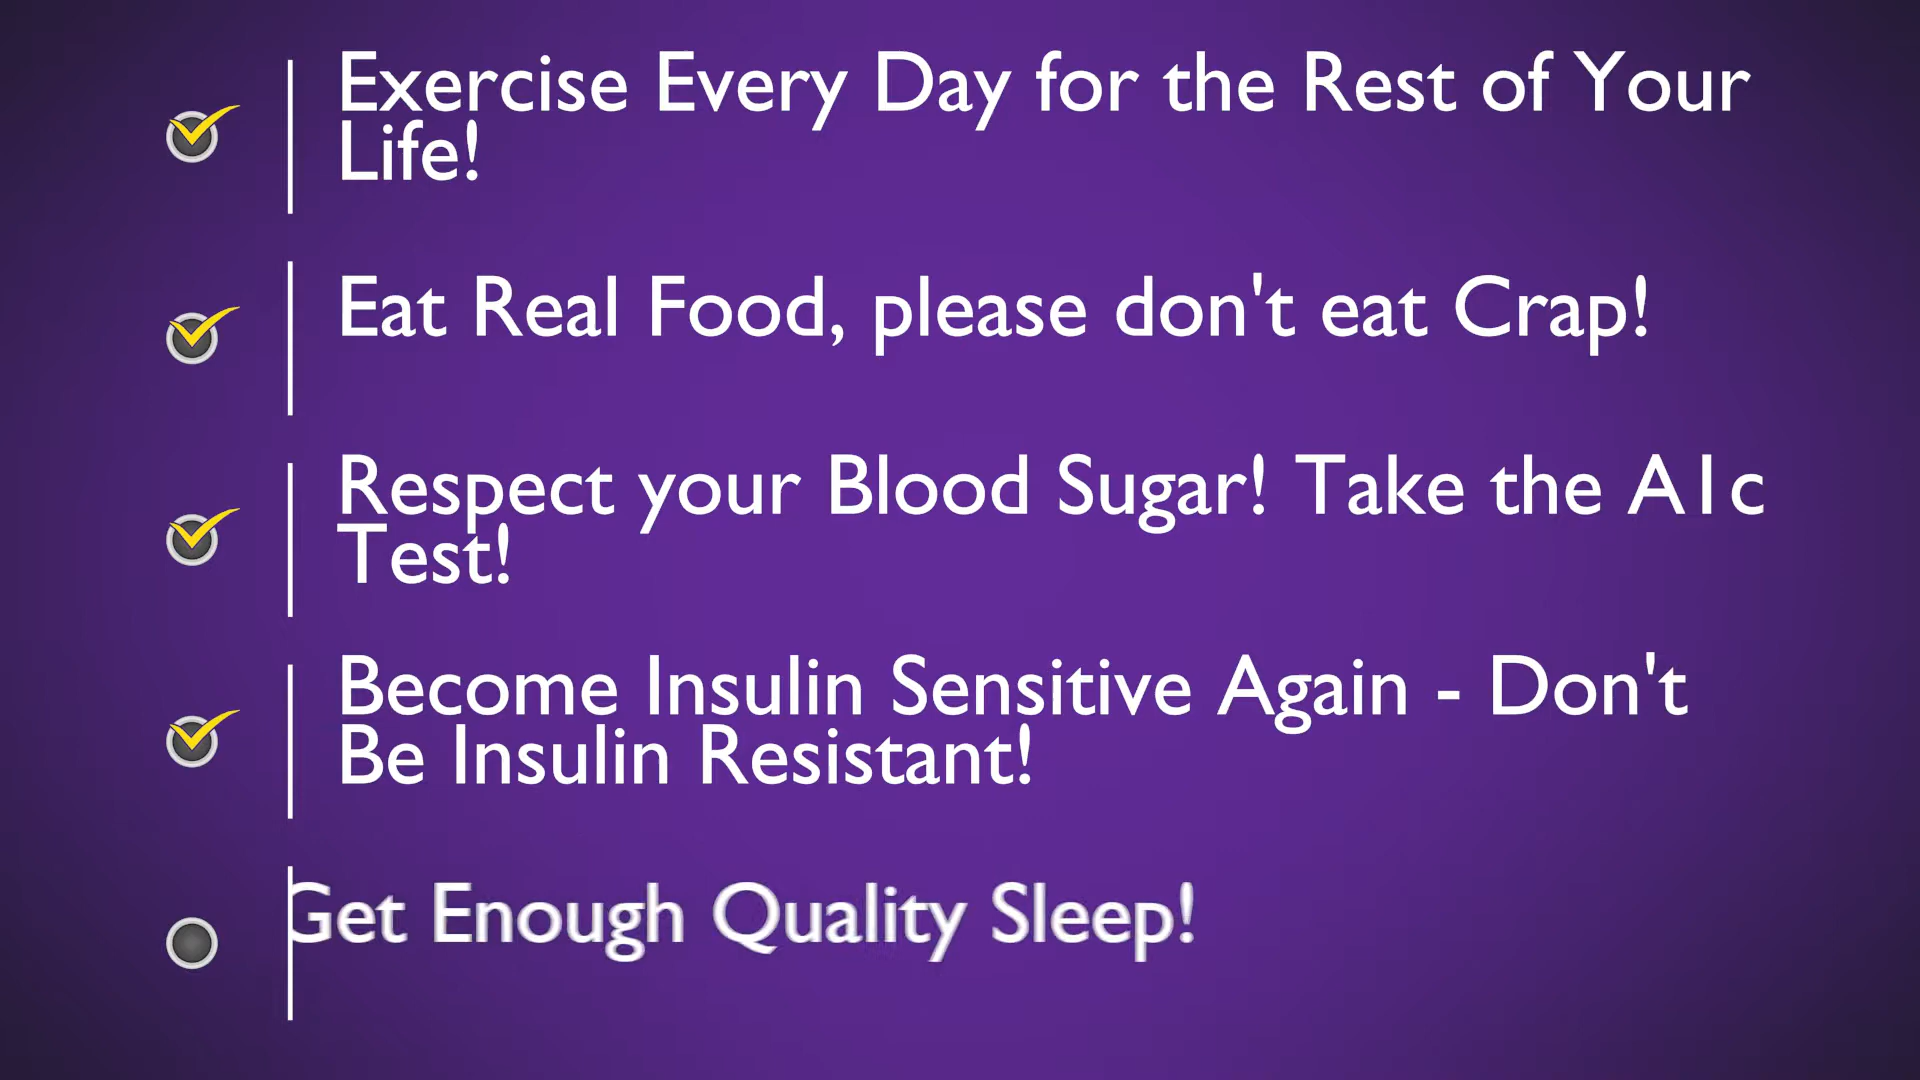 Exercise Every Day for the Rest of Your
Life!
Eat Real Food, please don't eat Crap!
Respect your Blood Sugar! Take the A1c
Test!
Become Insulin Sensitive Again - Don't
Be Insulin Resistant!
Get Enough Quality Sleep!